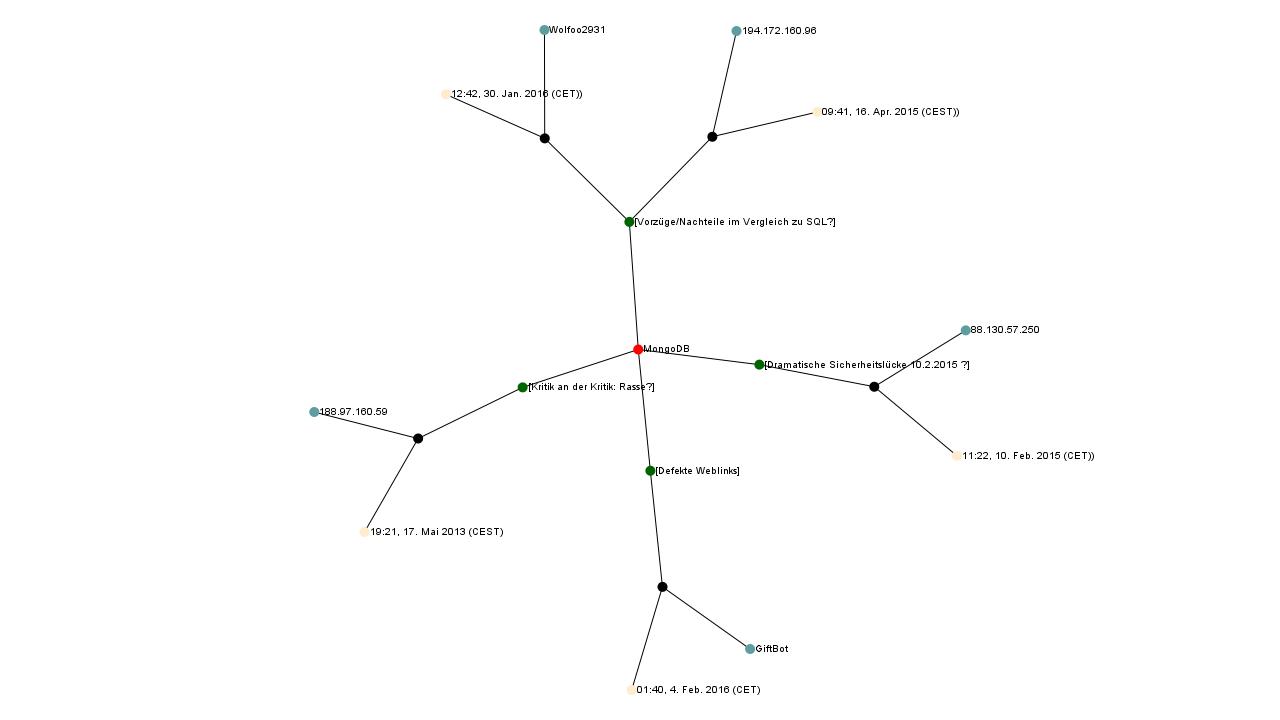 Wolfoo2931
194.172.160.96
12:42, 30. Jan. 2016 (CET))
09:41, 16. Apr. 2015 (CEST))
[Vorzüge/Nachteile im Vergleich zu SQL?]
88.130.57.250
MongoDB
[Dramatische Sicherheitslücke 10.2.2015 ?]
[Kritik an der Kritik: Rasse?]
188.97.160.59
11:22, 10. Feb. 2015 (CET))
[Defekte Weblinks]
19:21, 17. Mai 2013 (CEST)
GiftBot
01:40, 4. Feb. 2016 (CET)